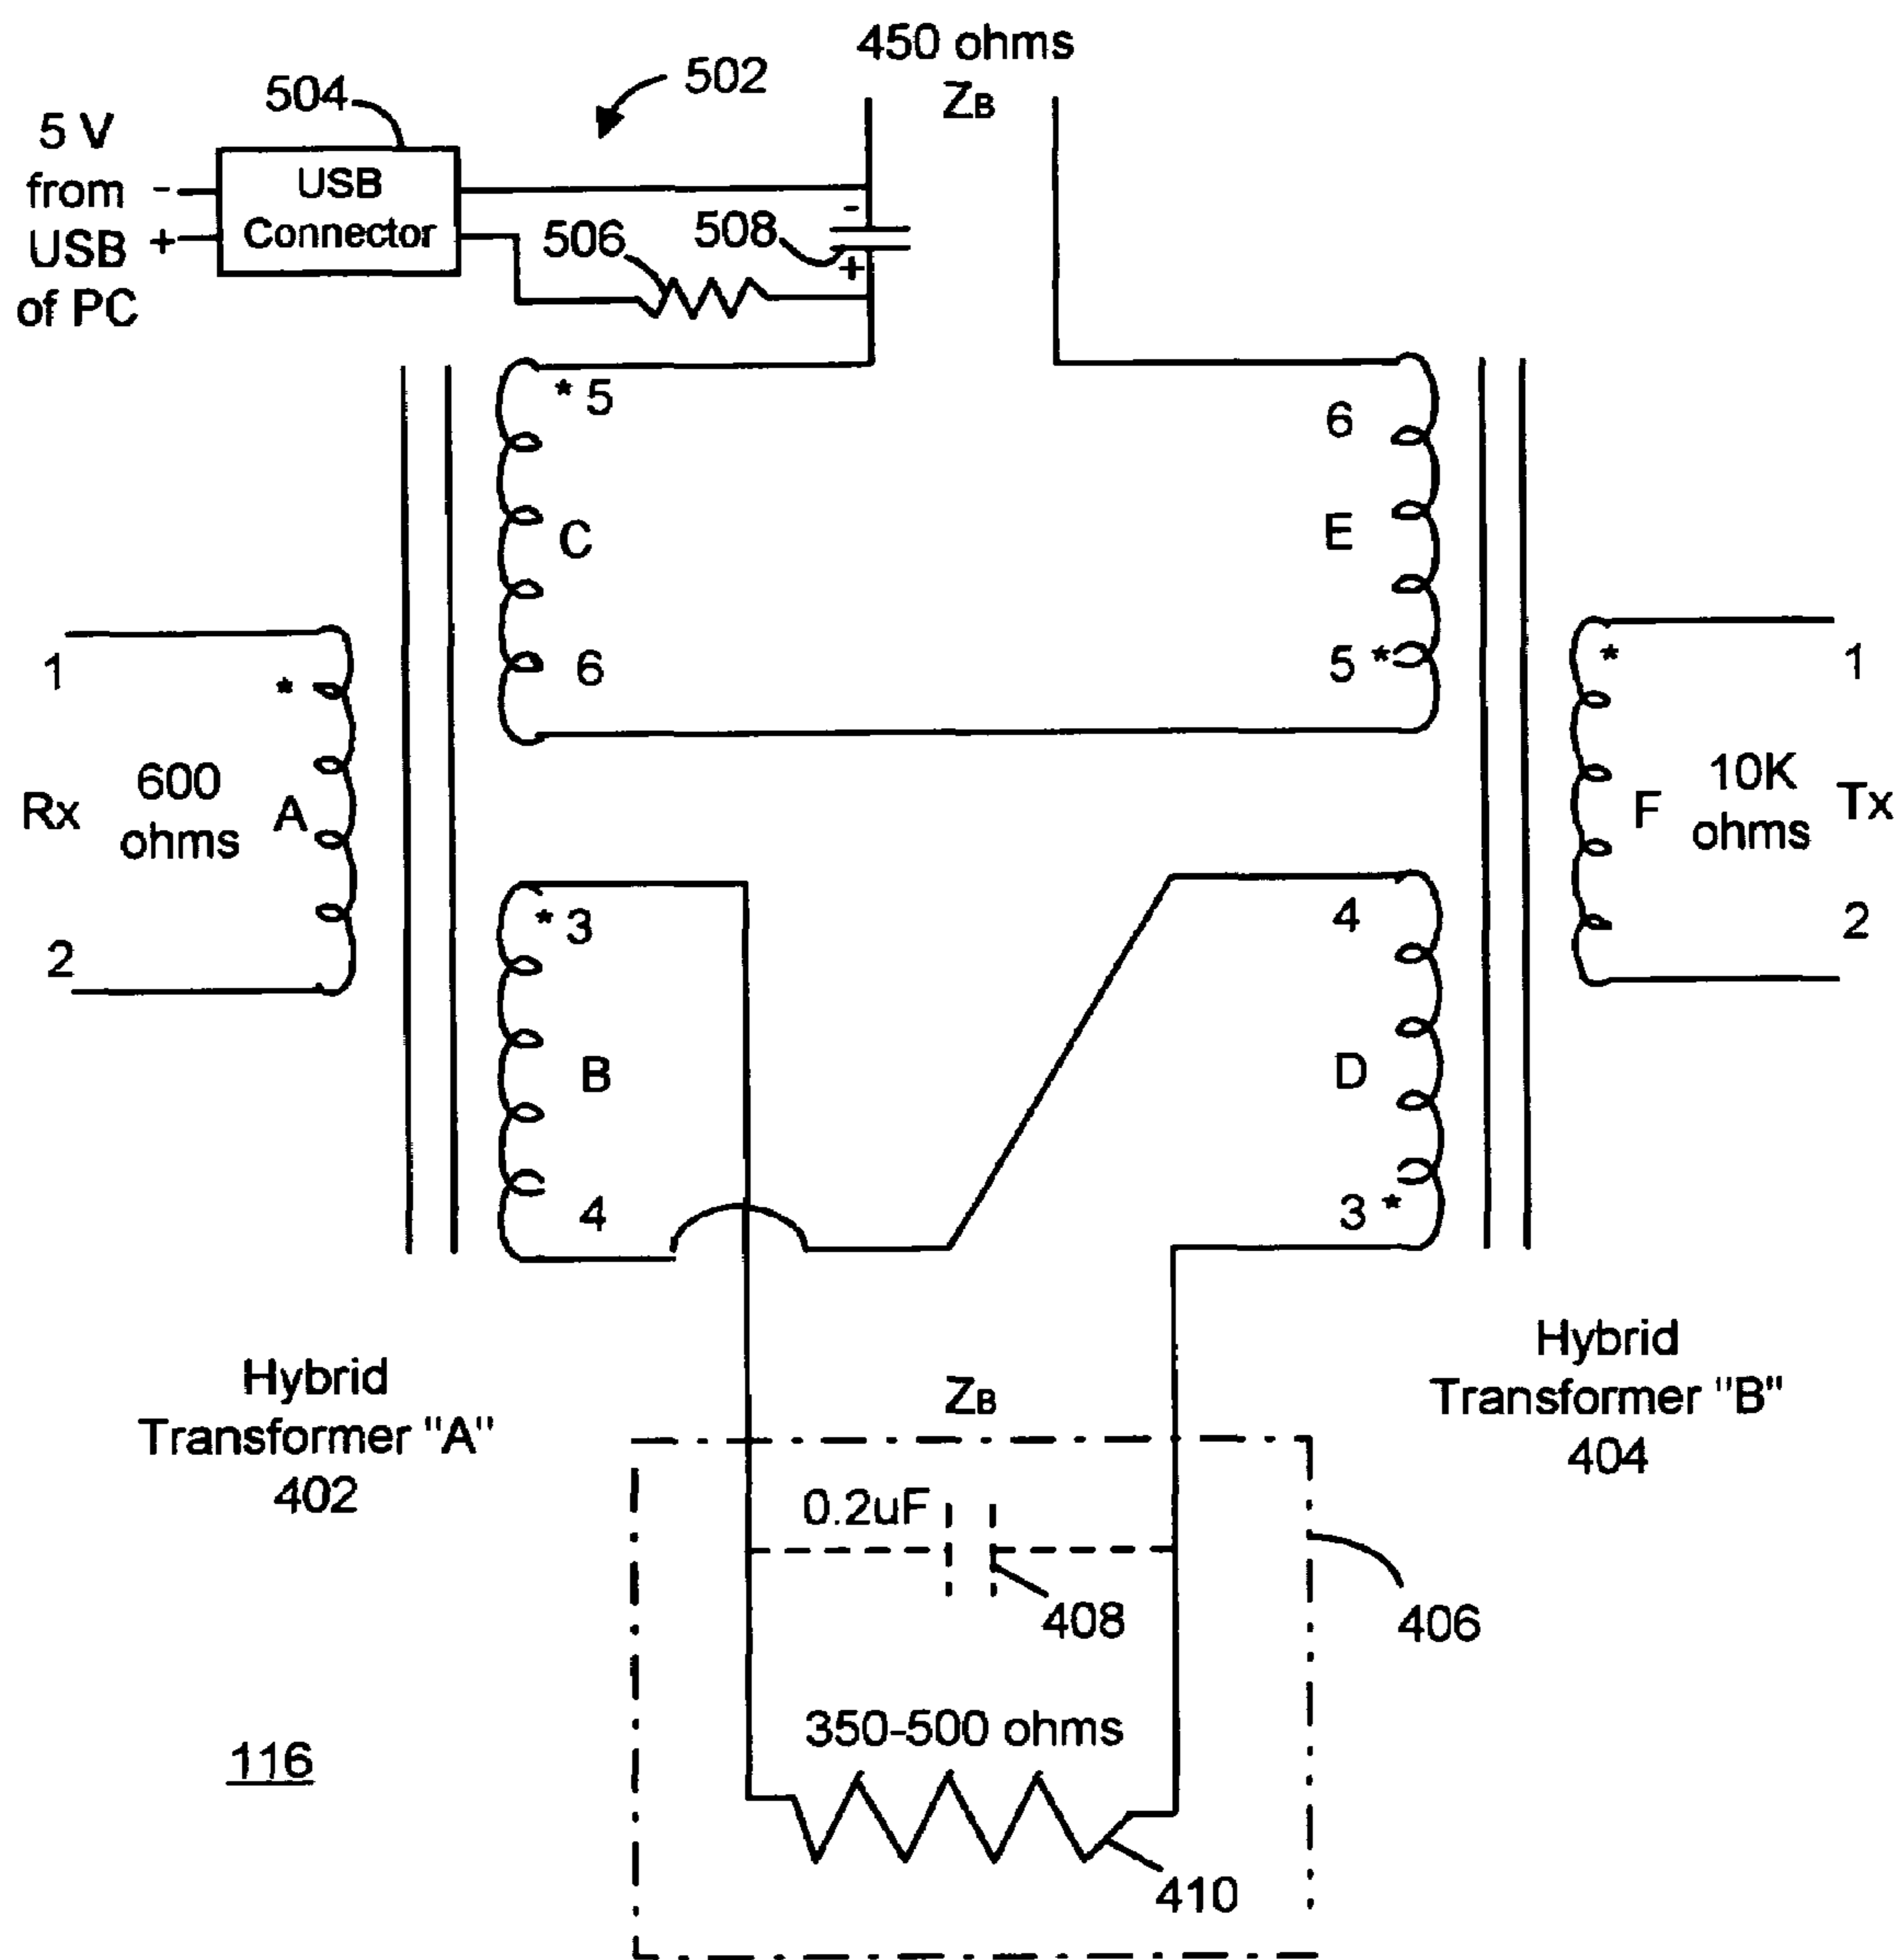 450 ohms
ZB
502
504
5 V
from -
USB +
of PC
USB
Connector
506
508
-
+
* 5
C
6
6
E
5 *
1
*
Rx
600
ohms
A
2
*
1
F
10K
ohms
Tx
2
* 3
B
4
4
D
3 *
Hybrid
Transformer "A"
402
Hybrid
Transformer "B"
404
ZB
0.2uF
408
406
350-500 ohms
410
116